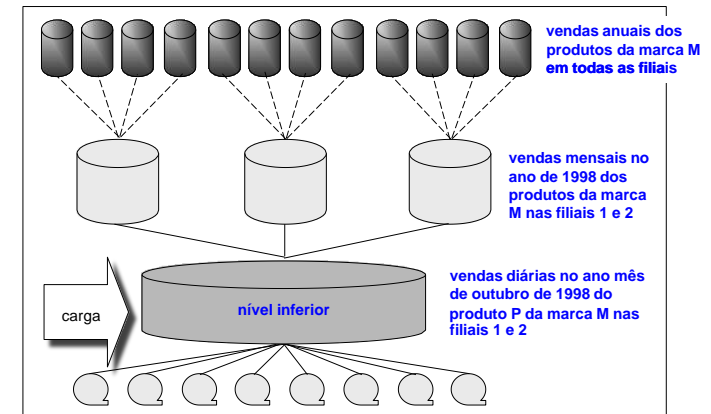 vendas anuais dos
produtos da marca M
em todas as filiais
vendas mensais no
ano de 1998 dos
produtos da marca
M nas filiais 1 e 2
carga
nível inferior
vendas diárias no ano mês
de outubro de 1998 do
produto P da marca M nas
filiais 1 e 2